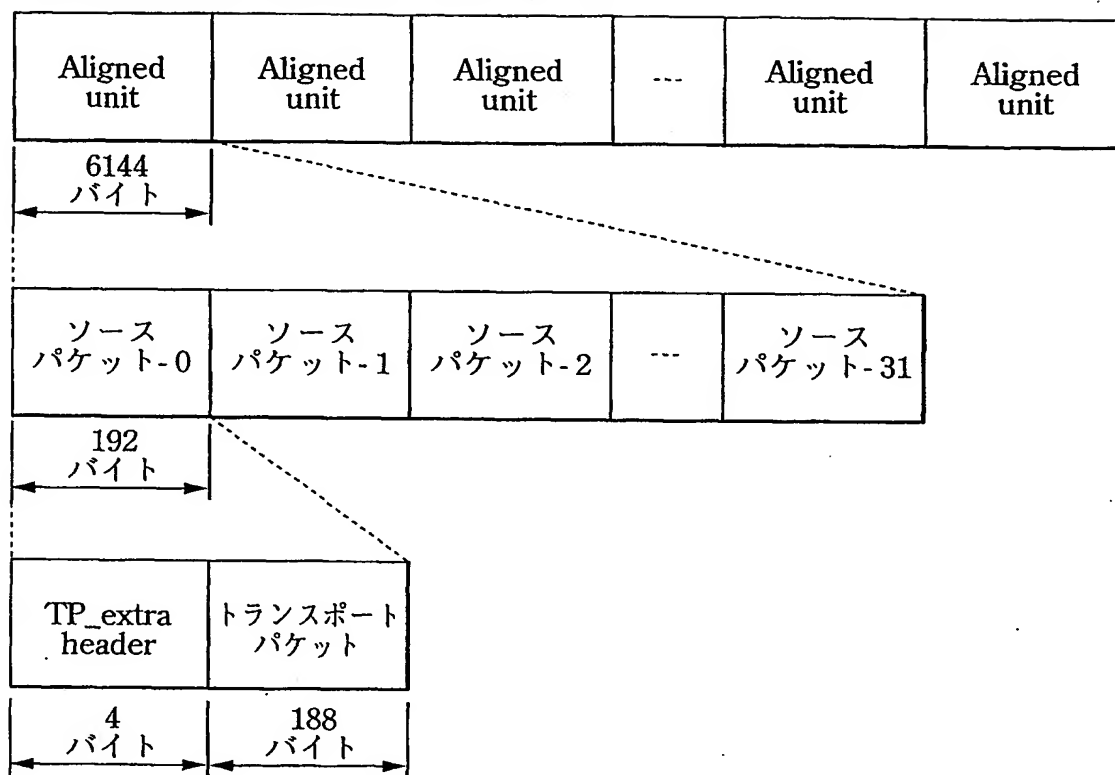 Aligned
unit
Aligned
unit
Aligned
unit
---
Aligned
unit
Aligned
unit
6144
バイト
ソース
パケット-0
ソース
パケット-1
ソース
パケット-2
---
ソース
パケット-31
192
バイト
TP_extra
header
トランスポート
パケット
4
バイト
188
バイト